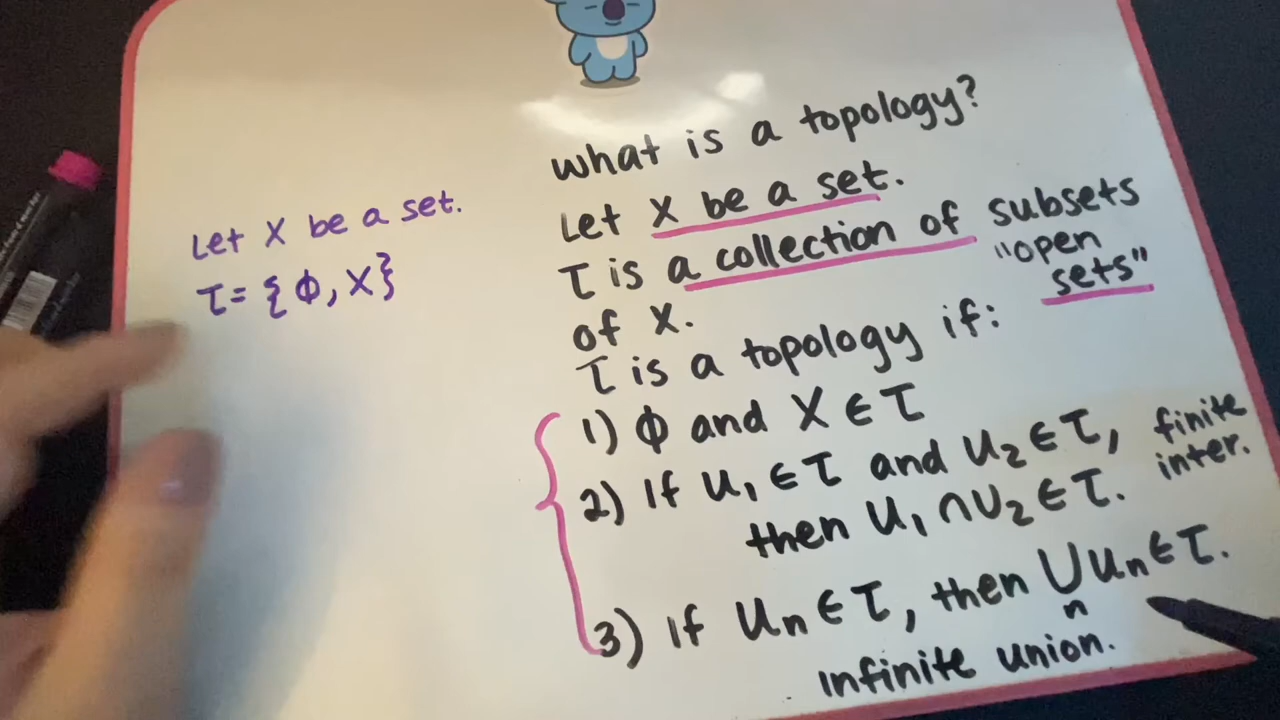 Let X be a set.
τ = {ϕ, X}
What is a topology?
Let X be a set.
τ is a collection of subsets
"open
sets"
of X.
τ is a topology if:
1) ϕ and X ∈ τ
2) If U₁ ∈ τ and U₂ ∈ τ, finite
then U₁ ∩ U₂ ∈ τ. inter.
3) If Uₙ ∈ τ, then ⋃ Uₙ ∈ τ.
n
infinite union.